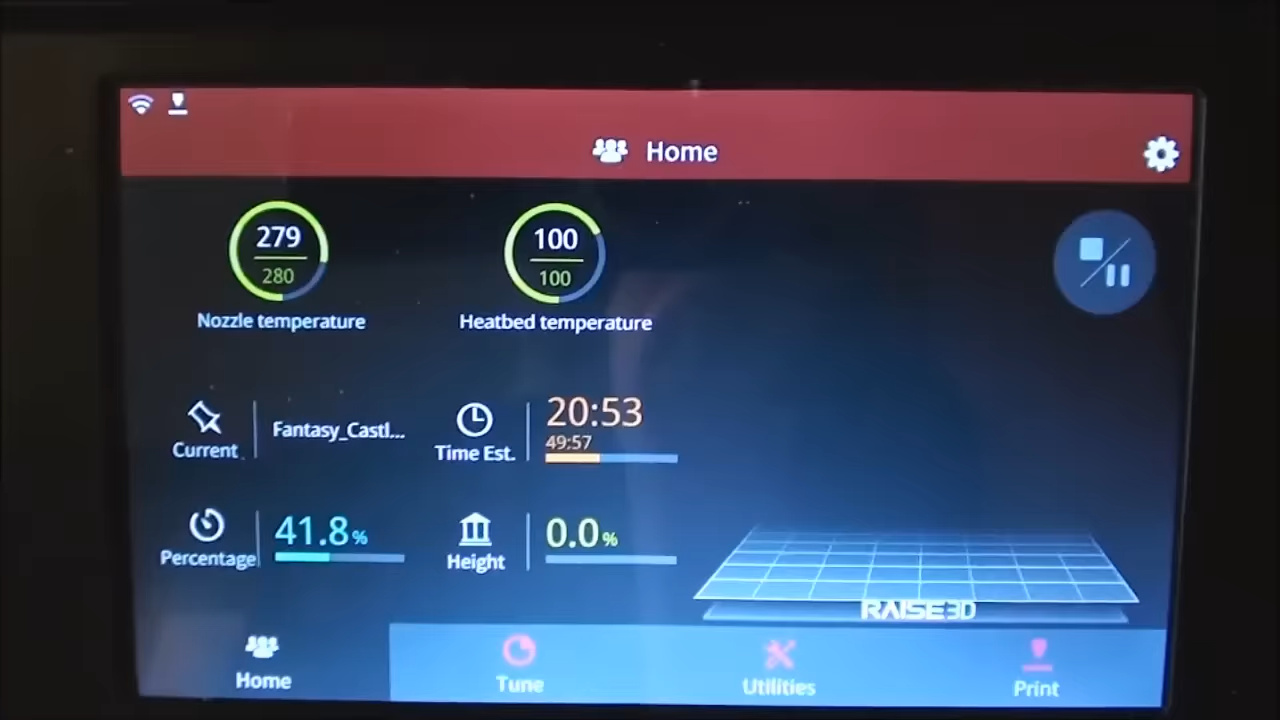 Home
279
280
Nozzle temperature
100
100
Heatbed temperature
Current
Fantasy_Castl...
Time Est.
20:53
49:57
Percentage
41.8%
Height
0.0%
RAISE3D
Home
Tune
Utilities
Print